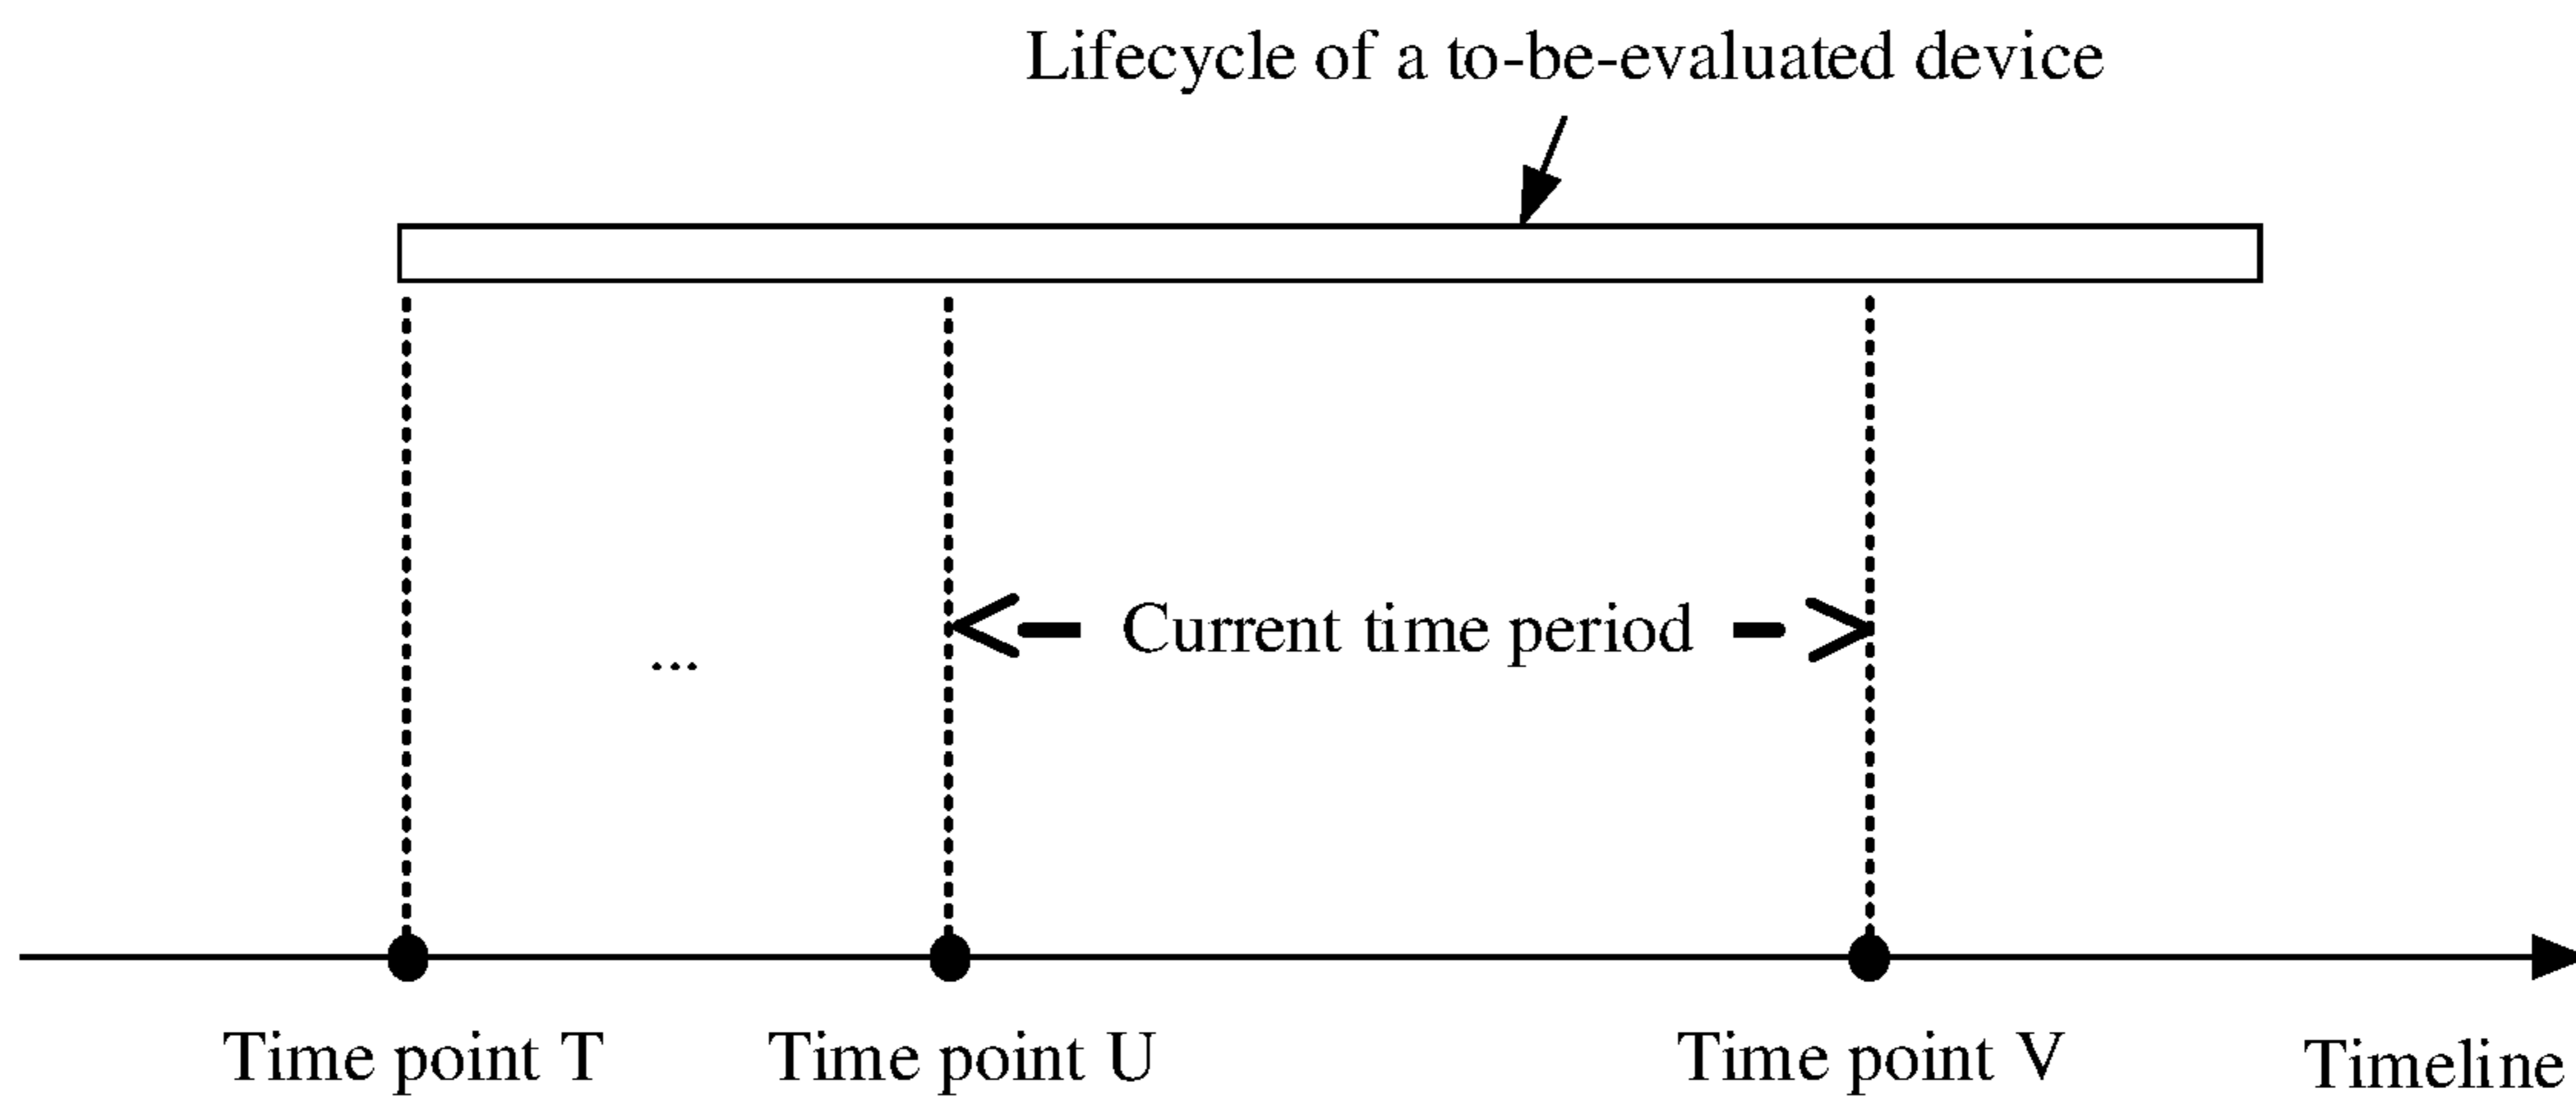 Lifecycle of a to-be-evaluated device
Current time period
...
Time point T
Time point U
Time point V
Timeline